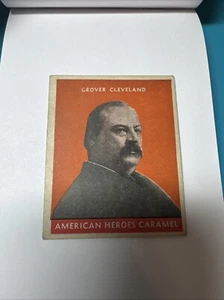 GROVER CLEVELAND
AMERICAN HEROES CARAMEL